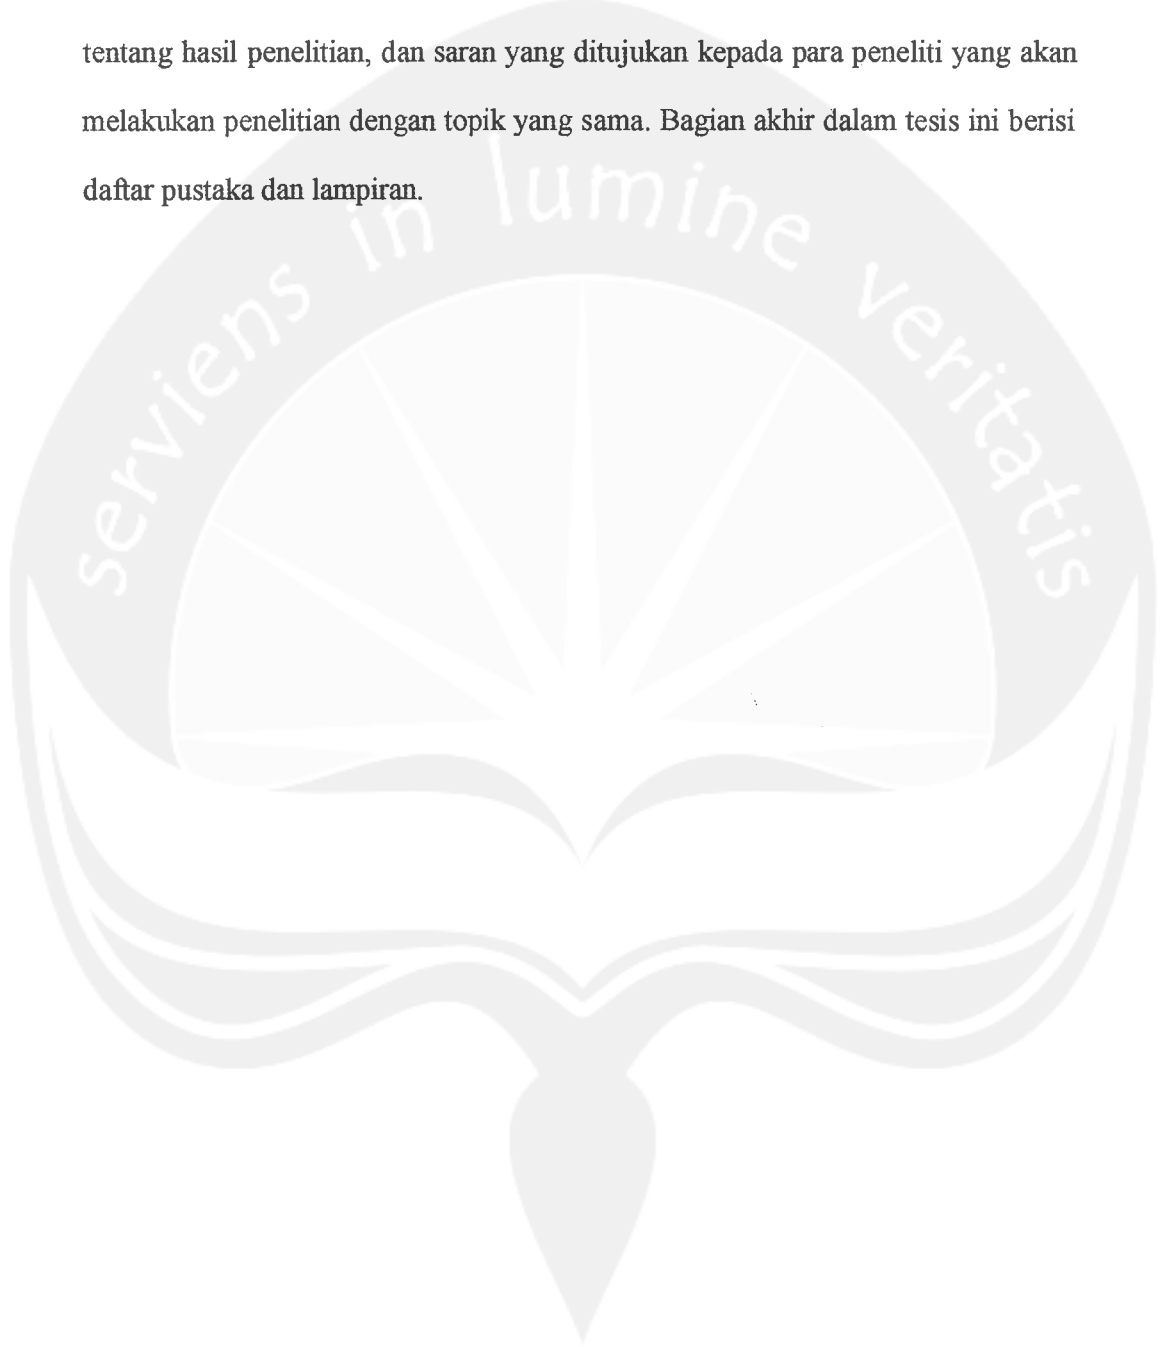 tentang hasil penelitian, dan saran yang ditujukan kepada para peneliti yang akan
melakukan penelitian dengan topik yang sama. Bagian akhir dalam tesis ini berisi
daftar pustaka dan lampiran.
serviens in lumine veritatis